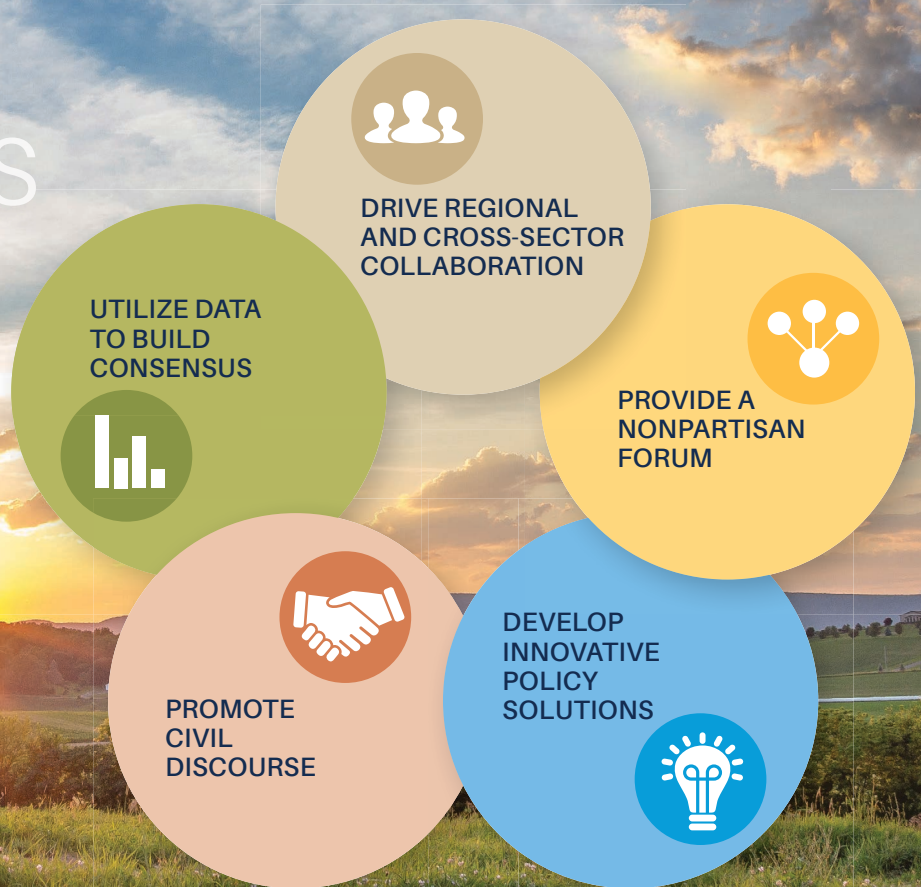 S
DRIVE REGIONAL
AND CROSS-SECTOR
COLLABORATION
UTILIZE DATA
TO BUILD
CONSENSUS
PROVIDE A
NONPARTISAN
FORUM
DEVELOP
INNOVATIVE
POLICY
SOLUTIONS
PROMOTE
CIVIL
DISCOURSE